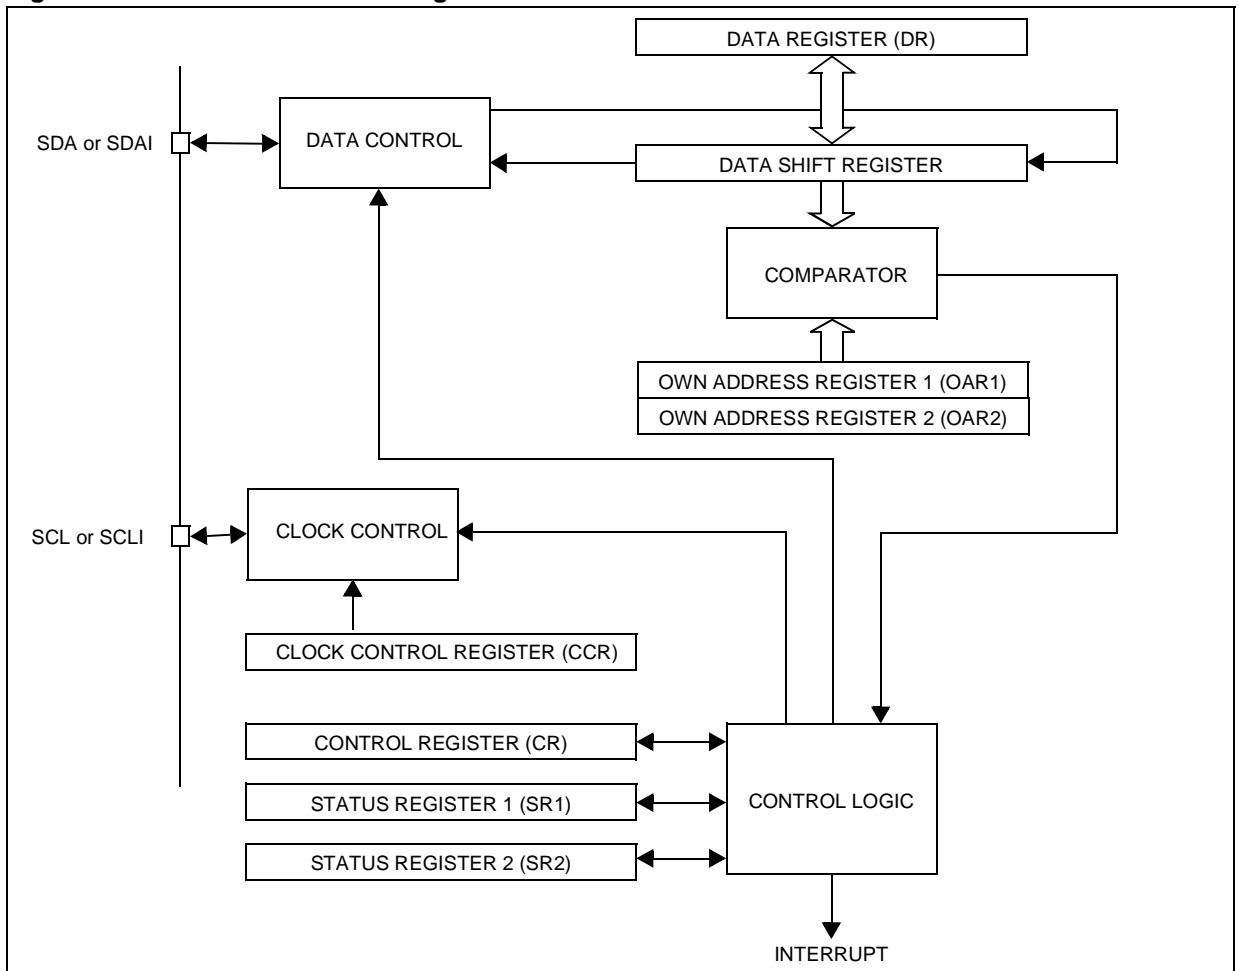 DATA REGISTER (DR)
SDA or SDAI
DATA CONTROL
DATA SHIFT REGISTER
COMPARATOR
OWN ADDRESS REGISTER 1 (OAR1)
OWN ADDRESS REGISTER 2 (OAR2)
SCL or SCLI
CLOCK CONTROL
CLOCK CONTROL REGISTER (CCR)
CONTROL REGISTER (CR)
STATUS REGISTER 1 (SR1)
CONTROL LOGIC
STATUS REGISTER 2 (SR2)
INTERRUPT